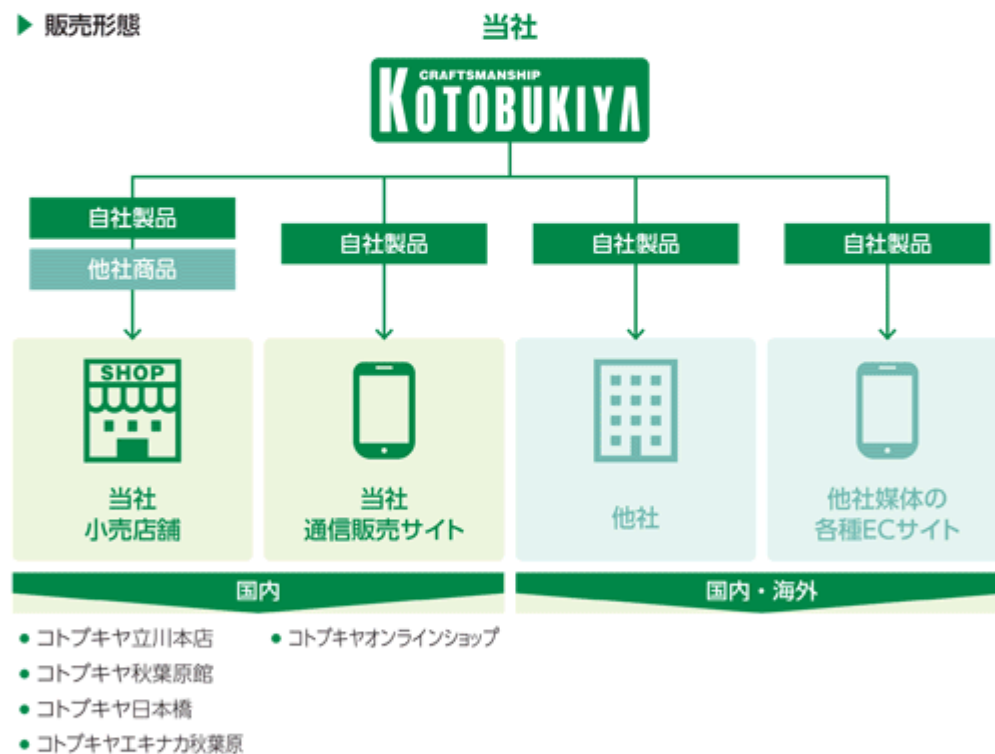 販売形態
当社
CRAFTSMANSHIP
KOTOBUKIYA
自社製品
他社商品
自社製品
自社製品
自社製品
SHOP
当社
小売店舗
当社
通信販売サイト
他社
他社媒体の
各種ECサイト
国内
国内・海外
● コトブキヤ立川本店
● コトブキヤ秋葉原館
● コトブキヤ日本橋
● コトブキヤエキナカ秋葉原
● コトブキヤオンラインショップ